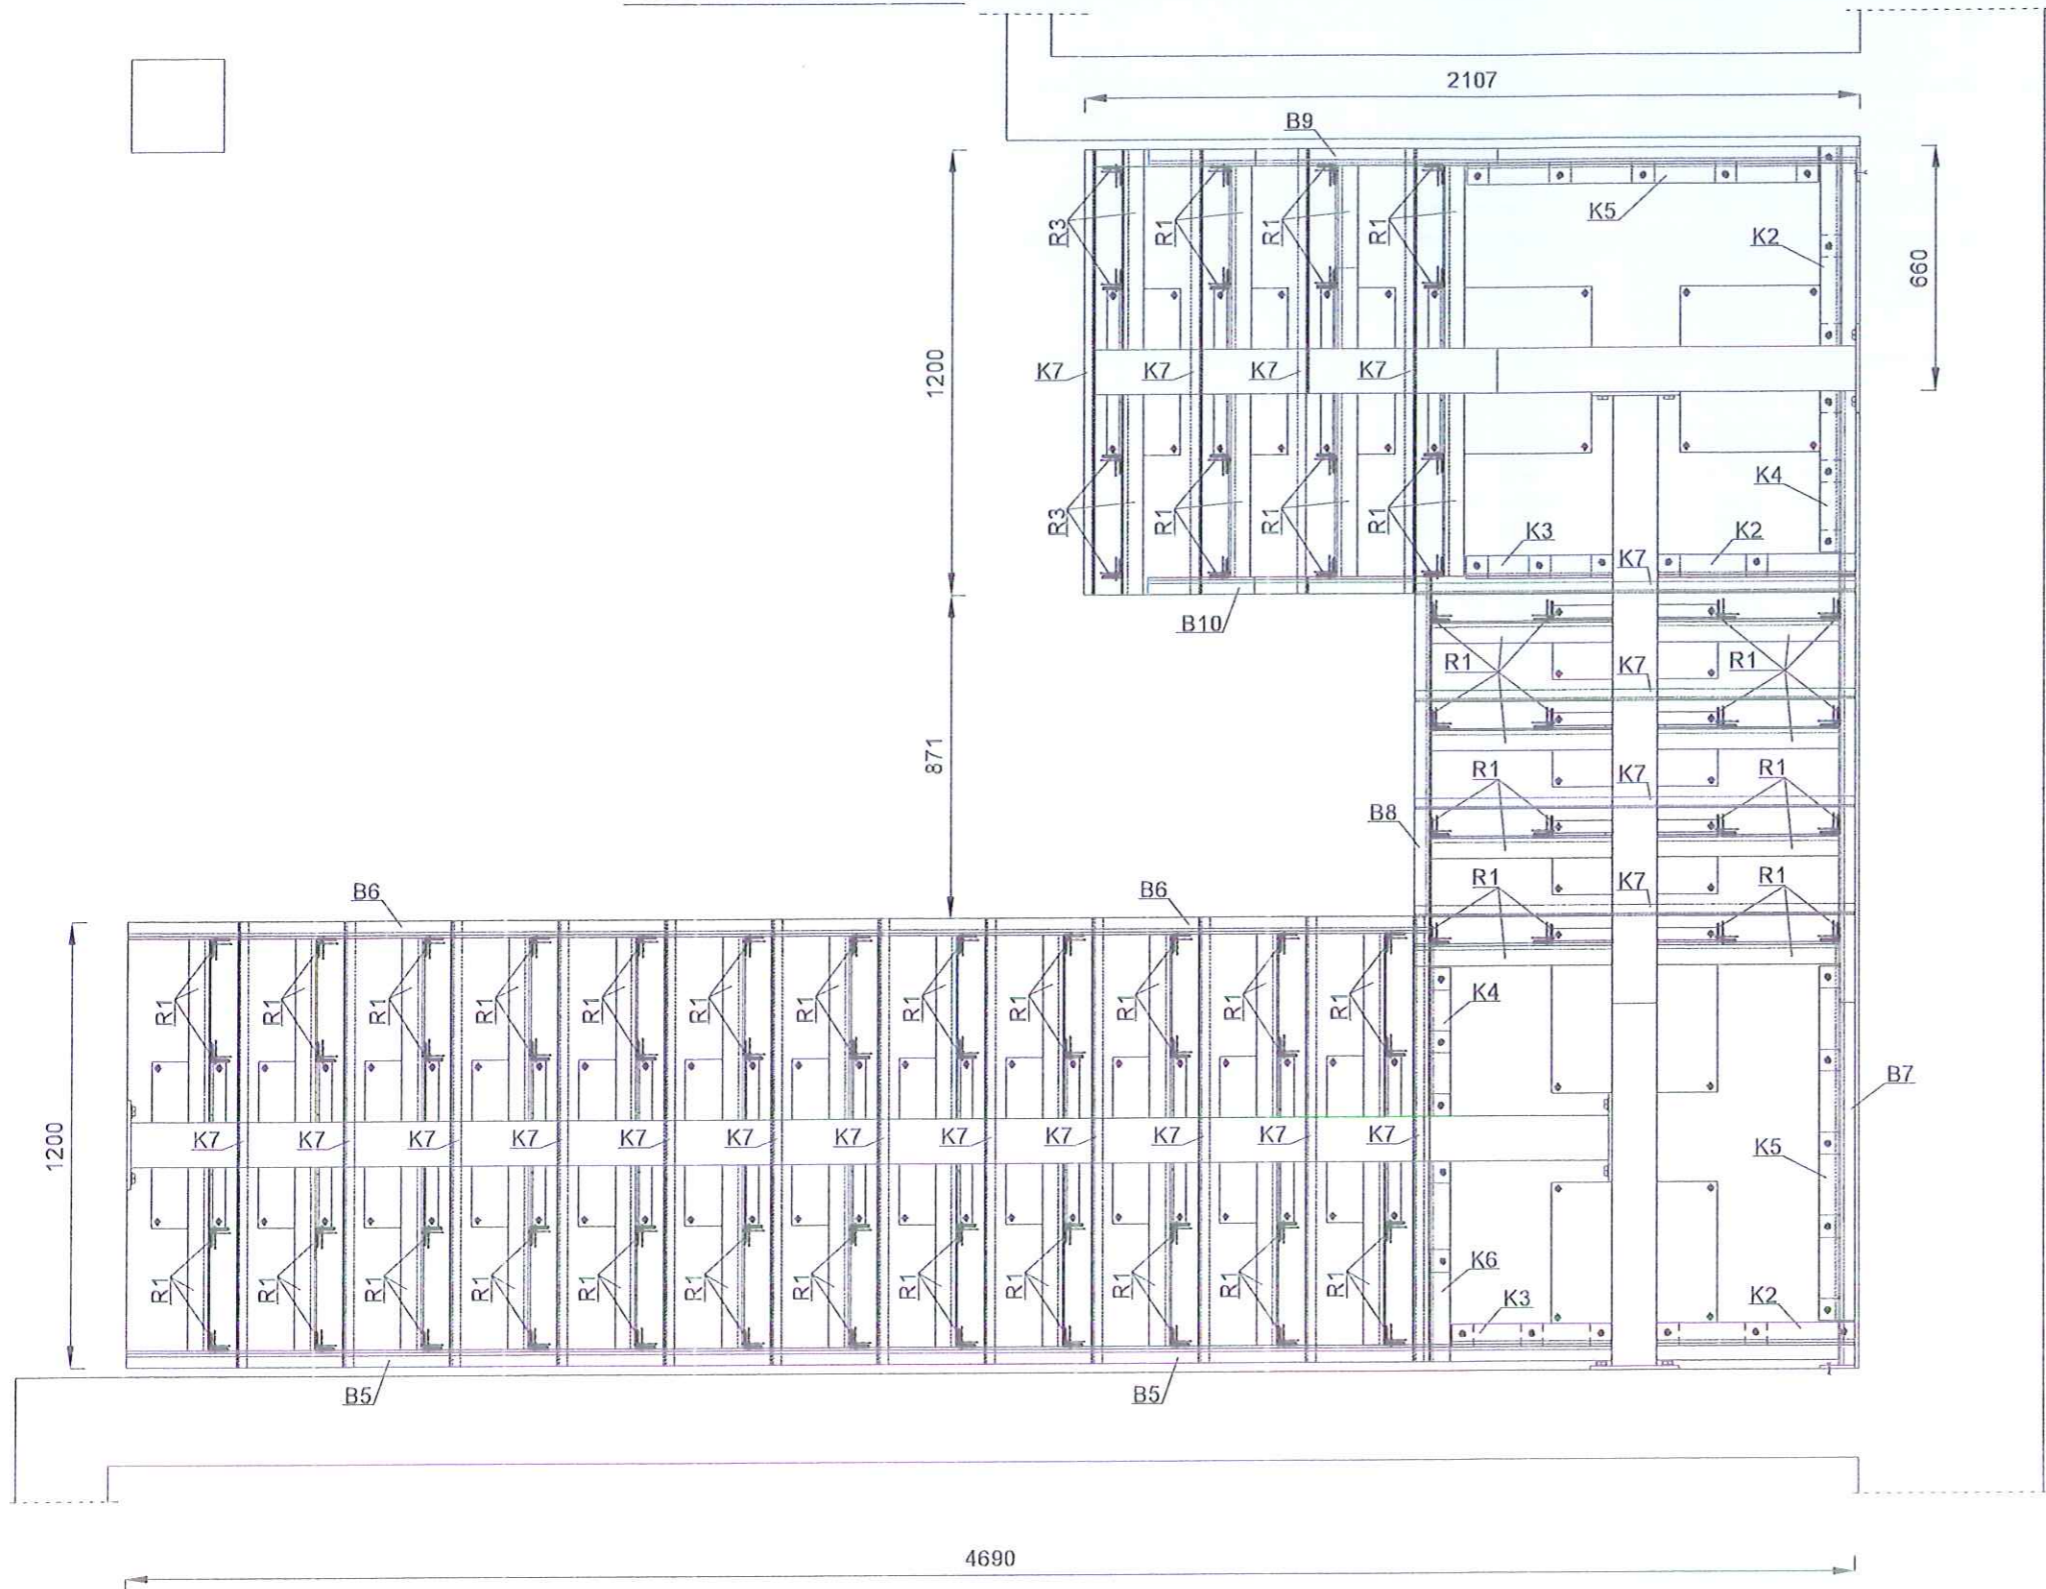 2107
B9
K5
R3 R1 R1 R1
K2
660
1200
K7 K7 K7 K7
R3 R1 R1 R1
K4
K3 K2
K7
B10
R1 K7 R1
871
R1 K7 R1
B8
R1 K7 R1
B6 B6
R1 R1 R1 R1 R1 R1 R1 R1 R1 R1 R1 R1
K4
B7
1200
K7 K7 K7 K7 K7 K7 K7 K7 K7 K7 K7 K7
K5
R1 R1 R1 R1 R1 R1 R1 R1 R1 R1 R1 R1
K6
K3 K2
B5 B5
4690